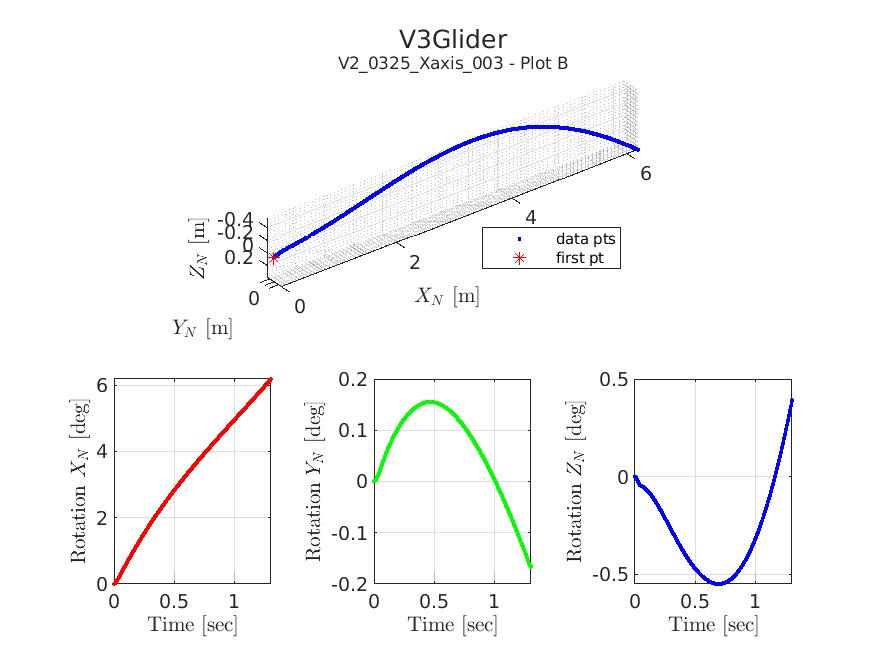 V3Glider
V2_0325_Xaxis_003 - Plot B
-0.4
-0.2
0
0.2
Z_N [m]
0
Y_N [m]
0
2
4
6
X_N [m]
data pts
first pt
6
4
2
0
Rotation X_N [deg]
0 0.5 1
Time [sec]
0.2
0.1
0
-0.1
-0.2
Rotation Y_N [deg]
0 0.5 1
Time [sec]
0.5
0
-0.5
Rotation Z_N [deg]
0 0.5 1
Time [sec]